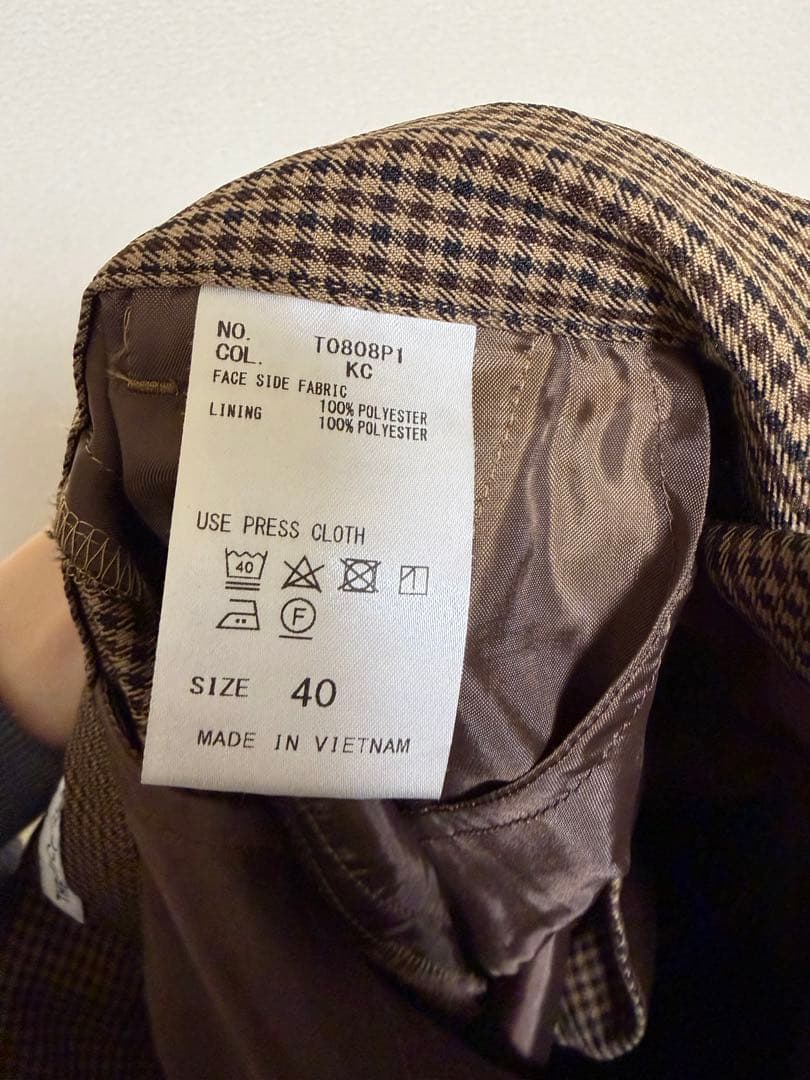 NO. T0808P1
COL. KC
FACE SIDE FABRIC
100% POLYESTER
LINING 100% POLYESTER
USE PRESS CLOTH
40
1
F
SIZE 40
MADE IN VIETNAM